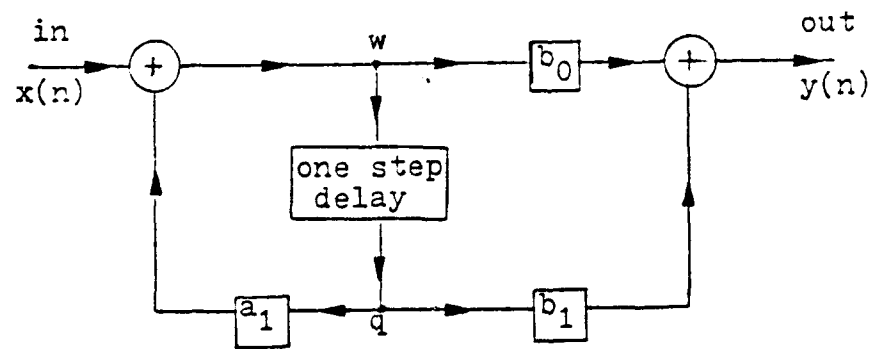 in
out
+
w
b0
+
x(n)
y(n)
one step
delay
a1
q
b1